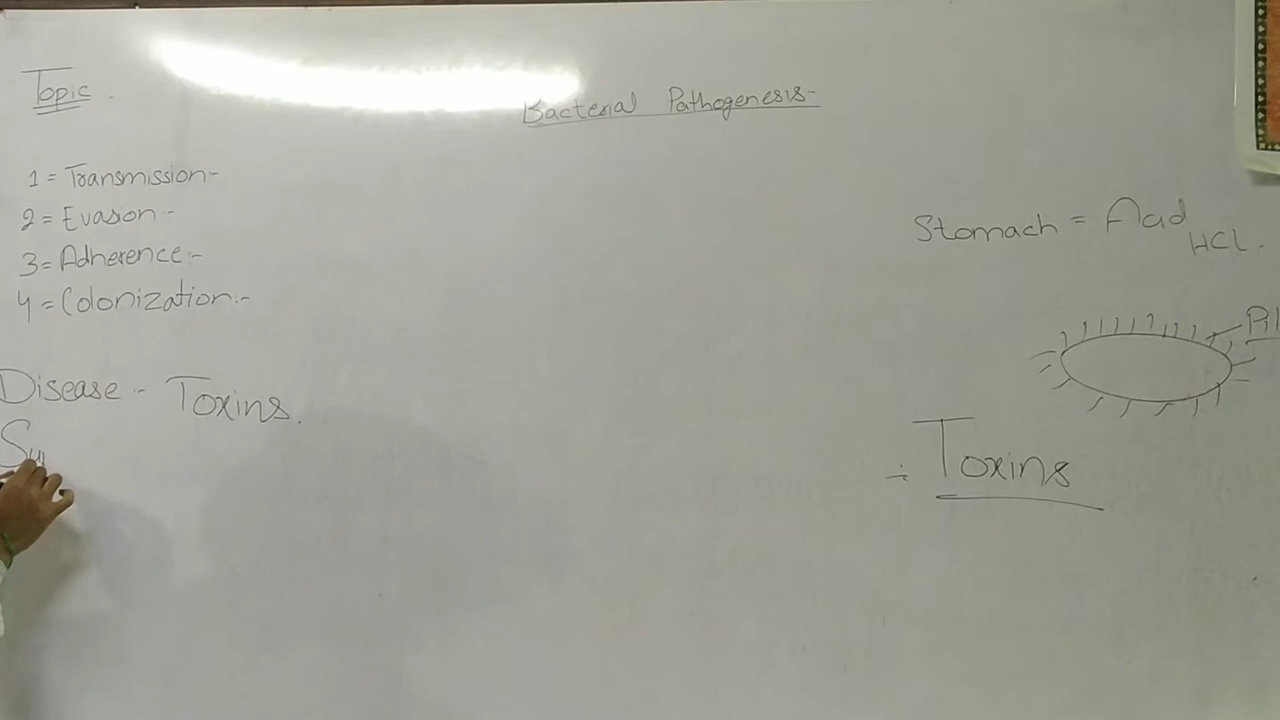 Topic.
Bacterial Pathogenesis:-
1 = Transmission:-
2 = Evasion:-
3 = Adherence:-
4 = Colonization:-
Disease:- Toxins.
Stomach = Acid
HCl.
÷ Toxins